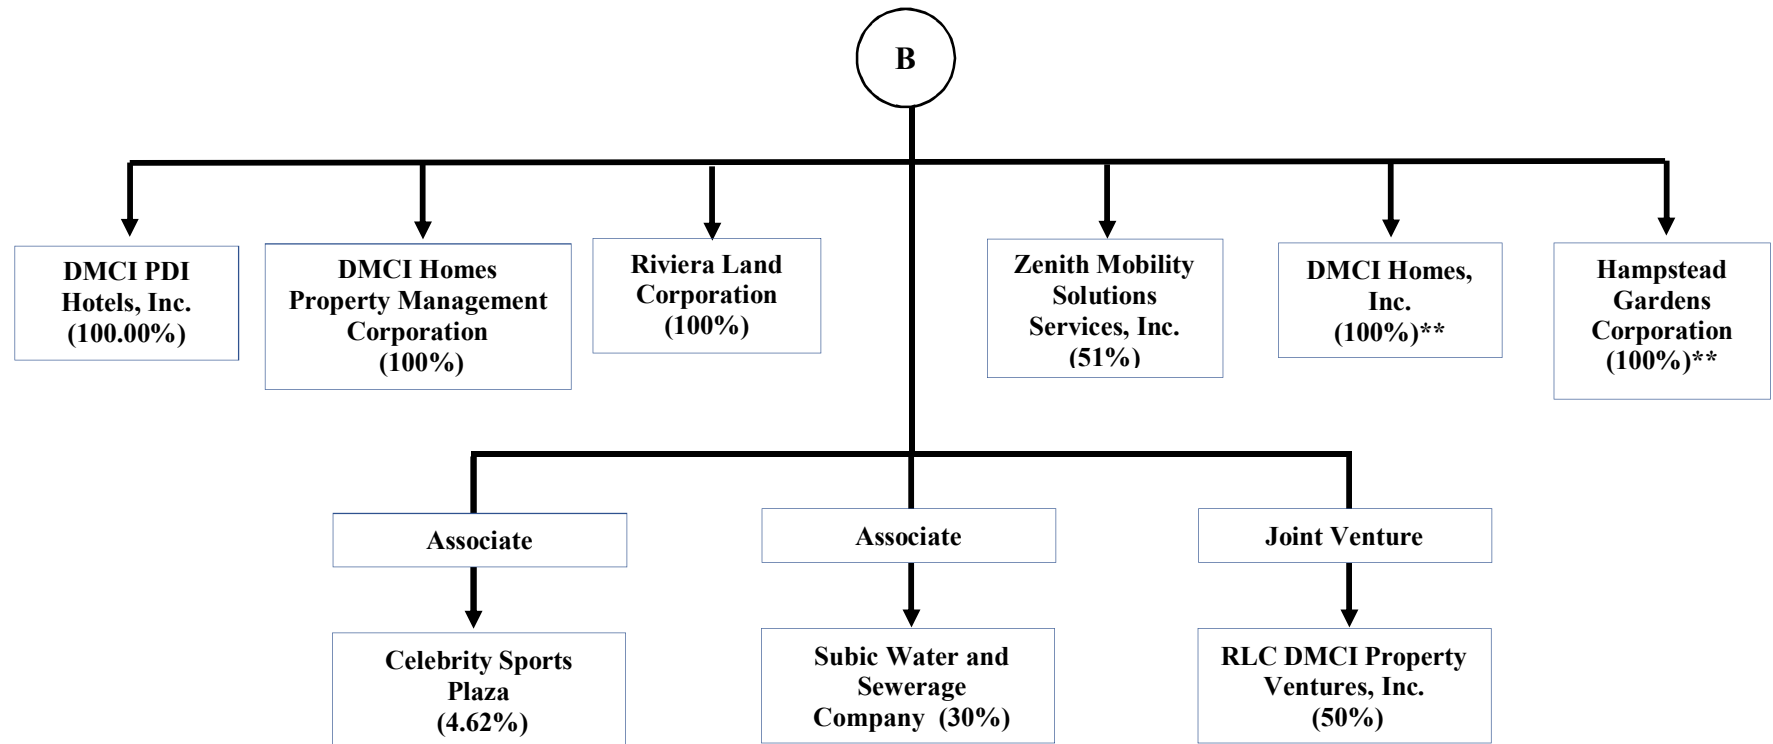 B
DMCI PDI
Hotels, Inc.
(100.00%)
DMCI Homes
Property Management
Corporation
(100%)
Riviera Land
Corporation
(100%)
Zenith Mobility
Solutions
Services, Inc.
(51%)
DMCI Homes,
Inc.
(100%)**
Hampstead
Gardens
Corporation
(100%)**
Associate
Associate
Joint Venture
Celebrity Sports
Plaza
(4.62%)
Subic Water and
Sewerage
Company (30%)
RLC DMCI Property
Ventures, Inc.
(50%)